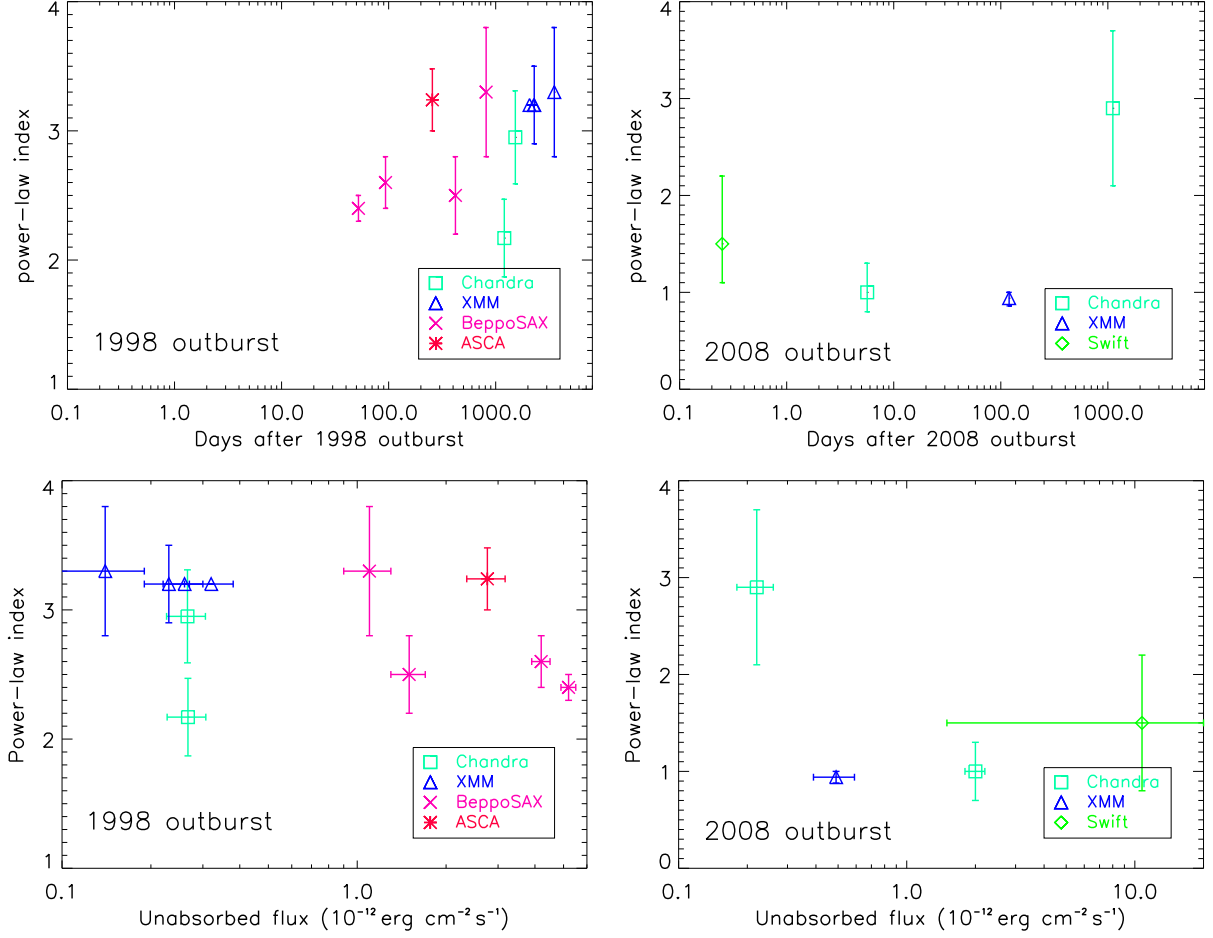 4
3
2
1
power-law index
0.1 1.0 10.0 100.0 1000.0
Days after 1998 outburst
1998 outburst
Chandra
XMM
BeppoSAX
ASCA
4
3
2
1
0
power-law index
0.1 1.0 10.0 100.0 1000.0
Days after 2008 outburst
2008 outburst
Chandra
XMM
Swift
4
3
2
1
Power-law index
0.1 1.0
Unabsorbed flux (10⁻¹² erg cm⁻² s⁻¹)
1998 outburst
Chandra
XMM
BeppoSAX
ASCA
4
3
2
1
0
Power-law index
0.1 1.0 10.0
Unabsorbed flux (10⁻¹² erg cm⁻² s⁻¹)
2008 outburst
Chandra
XMM
Swift